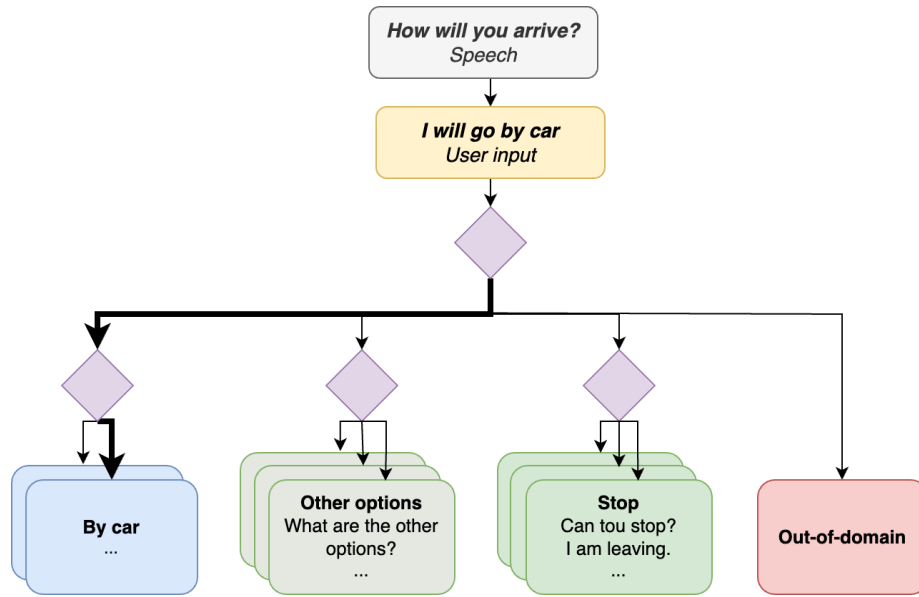 How will you arrive?
Speech
I will go by car
User input
By car
...
Other options
What are the other
options?
...
Stop
Can tou stop?
I am leaving.
...
Out-of-domain